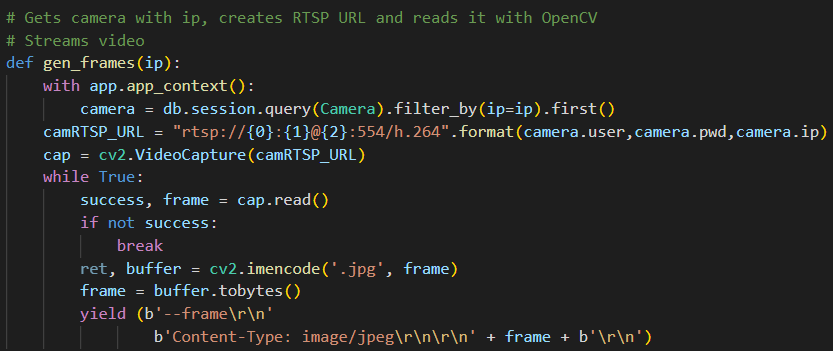 # Gets camera with ip, creates RTSP URL and reads it with OpenCV
# Streams video
def gen_frames(ip):
    with app.app_context():
        camera = db.session.query(Camera).filter_by(ip=ip).first()
    camRTSP_URL = "rtsp://{0}:{1}@{2}:554/h.264".format(camera.user,camera.pwd,camera.ip)
    cap = cv2.VideoCapture(camRTSP_URL)
    while True:
        success, frame = cap.read()
        if not success:
            break
        ret, buffer = cv2.imencode('.jpg', frame)
        frame = buffer.tobytes()
        yield (b'--frame\r\n'
                b'Content-Type: image/jpeg\r\n\r\n' + frame + b'\r\n')